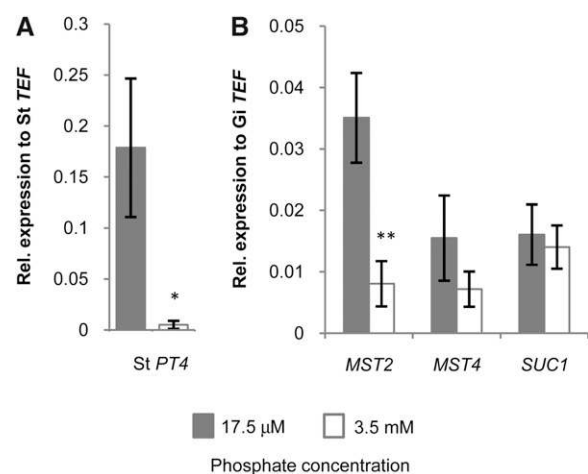 A
Rel. expression to St TEF
0.3
0.25
0.2
0.15
0.1
0.05
0
*
St PT4
B
Rel. expression to Gi TEF
0.05
0.04
0.03
0.02
0.01
0
**
MST2 MST4 SUC1
17.5 µM 3.5 mM
Phosphate concentration